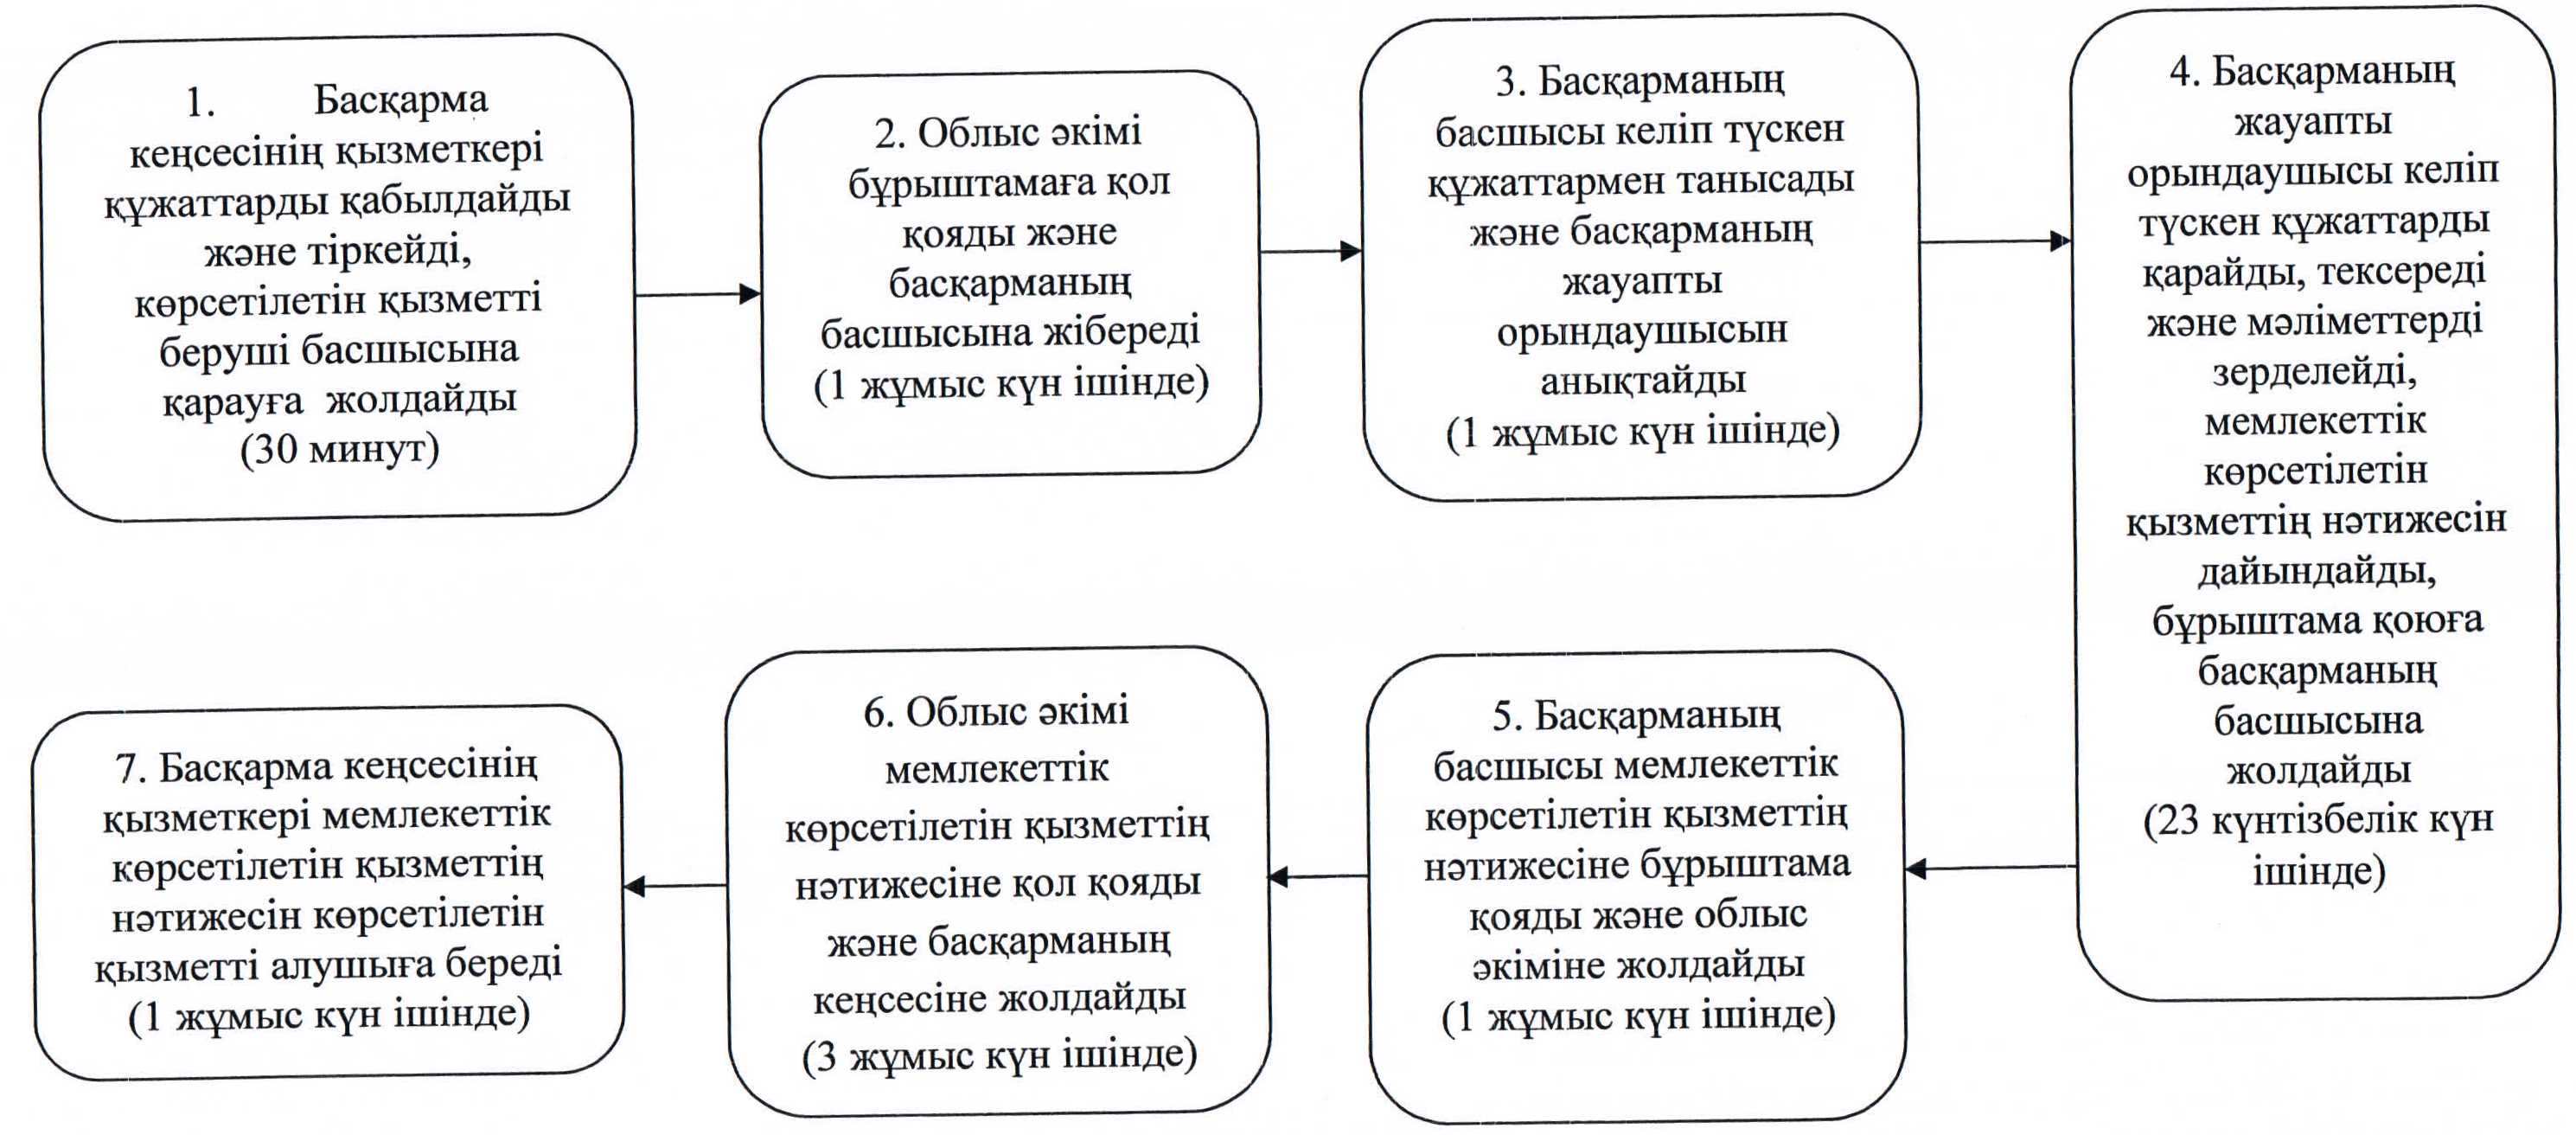 1. Басқарма
кеңсесінің қызметкері
құжаттарды қабылдайды
және тіркейді,
көрсетілетін қызметті
беруші басшысына
қарауға жолдайды
(30 минут)
2. Облыс әкімі
бұрыштамаға қол
қояды және
басқарманың
басшысына жібереді
(1 жұмыс күн ішінде)
3. Басқарманың
басшысы келіп түскен
құжаттармен танысады
және басқарманың
жауапты
орындаушысын
анықтайды
(1 жұмыс күн ішінде)
4. Басқарманың
жауапты
орындаушысы келіп
түскен құжаттарды
қарайды, тексереді
және мәліметтерді
зерделейді,
мемлекеттік
көрсетілетін
қызметтің нәтижесін
дайындайды,
бұрыштама қоюға
басқарманың
басшысына
жолдайды
(23 күнтізбелік күн
ішінде)
5. Басқарманың
басшысы мемлекеттік
көрсетілетін қызметтің
нәтижесіне бұрыштама
қояды және облыс
әкіміне жолдайды
(1 жұмыс күн ішінде)
6. Облыс әкімі
мемлекеттік
көрсетілетін қызметтің
нәтижесіне қол қояды
және басқарманың
кеңсесіне жолдайды
(3 жұмыс күн ішінде)
7. Басқарма кеңсесінің
қызметкері мемлекеттік
көрсетілетін қызметтің
нәтижесін көрсетілетін
қызметті алушыға береді
(1 жұмыс күн ішінде)